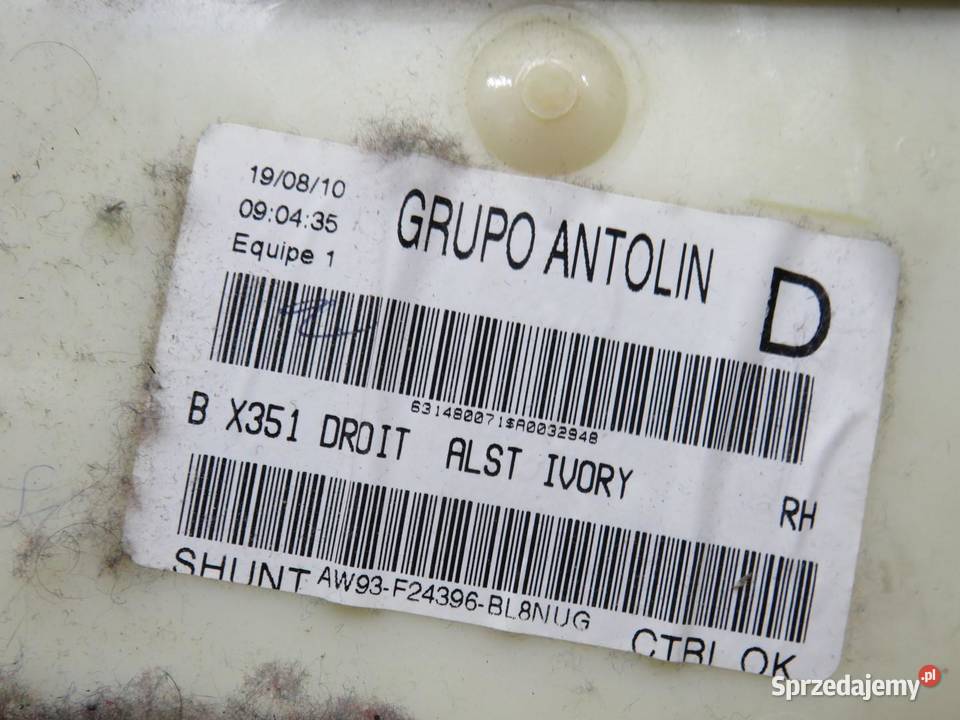 19/08/10
09:04:35
Equipe 1
GRUPO ANTOLIN
D
631480071$A0032948
B X351 DROIT ALST IVORY
RH
SHUNT AW93-F24396-BL8NUG
CTRL OK
Sprzedajemy.pl